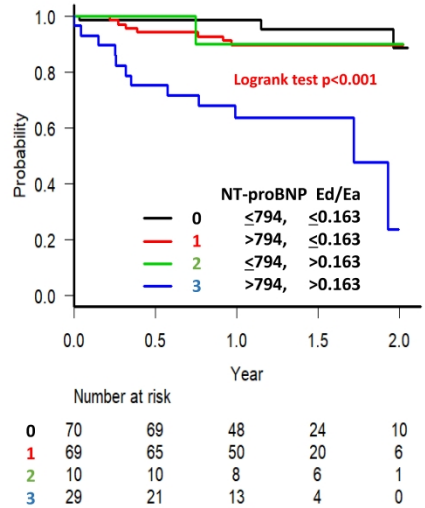 1.0
0.8
0.6
0.4
0.2
0.0
Probability
Logrank test p<0.001
NT-proBNP Ed/Ea
0 ≤794, ≤0.163
1 >794, ≤0.163
2 ≤794, >0.163
3 >794, >0.163
0.0 0.5 1.0 1.5 2.0
Year
Number at risk
0 70 69 48 24 10
1 69 65 50 20 6
2 10 10 8 6 1
3 29 21 13 4 0